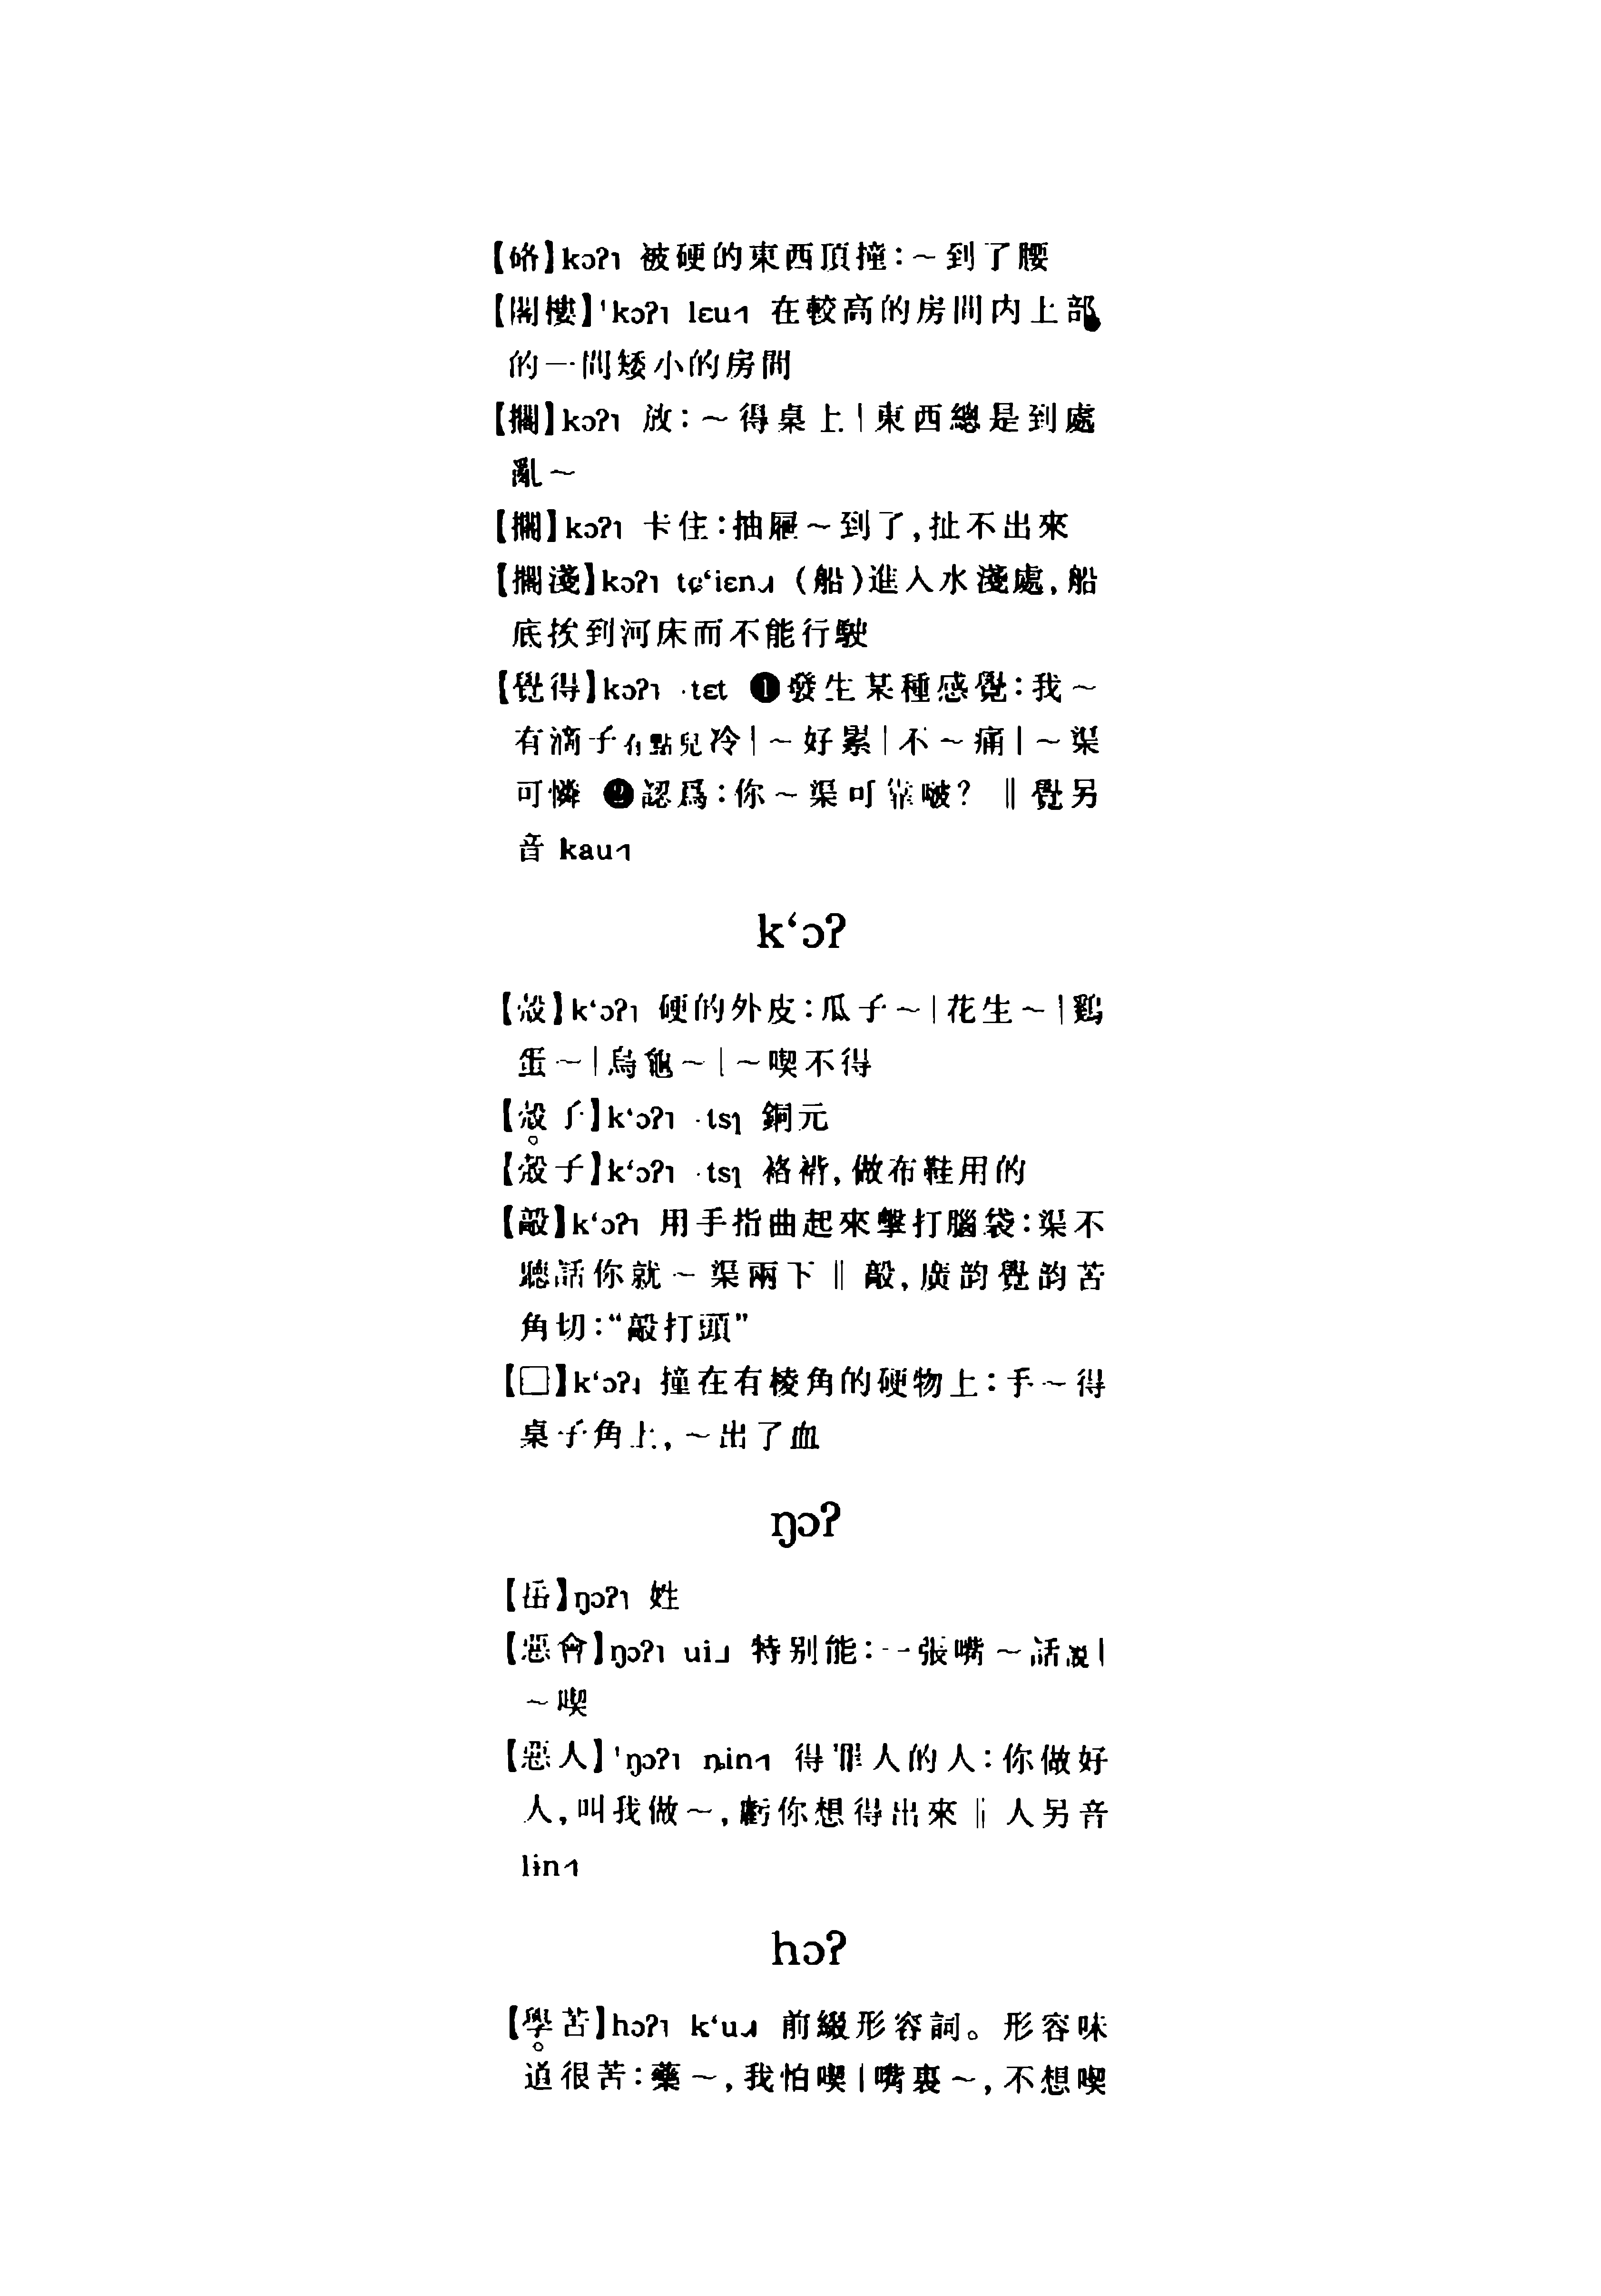 【硌】kɔʔ˥ 被硬的東西頂撞：～到了腰
【閣樓】ˈkɔʔ˥ lɛu˧˥ 在較高的房間内上部
的一間矮小的房間
【擱】kɔʔ˥ 放：～得桌上|東西總是到處
亂～
【擱】kɔʔ˥ 卡住：抽屜～到了，扯不出來
【擱淺】kɔʔ˥ tɕ‘iɛn˨˩˧ （船）進入水淺處，船
底挨到河床而不能行駛
【覺得】kɔʔ˥ ·tɛt ❶發生某種感覺：我～
有滴子有點兒冷|～好累|不～痛|～渠
可憐 ❷認爲：你～渠可靠啵？ ‖覺另
音 kau˧˥
k‘ɔʔ
【殼】k‘ɔʔ˥ 硬的外皮：瓜子～|花生～|鷄
蛋～|烏龜～|～喫不得
【殼子】k‘ɔʔ˥ ·tsɿ 銅元
【殼子】k‘ɔʔ˥ ·tsɿ 袼褙，做布鞋用的
【毃】k‘ɔʔ˥ 用手指曲起來擊打腦袋：渠不
聽話你就～渠兩下‖毃，廣韵覺韵苦
角切：“毃打頭”
【□】k‘ɔʔ˩ 撞在有棱角的硬物上：手～得
桌子角上，～出了血
ŋɔʔ
【岳】ŋɔʔ˥ 姓
【惡會】ŋɔʔ˥ ui˩ 特别能：一張嘴～話説|
～喫
【惡人】ˈŋɔʔ˥ ȵin˧˥ 得罪人的人：你做好
人，叫我做～，虧你想得出來‖人另音
lin˧˥
hɔʔ
【學苦】hɔʔ˥ k‘u˨˩˧ 前綴形容詞。形容味
道很苦：藥～，我怕喫|嘴裏～，不想喫